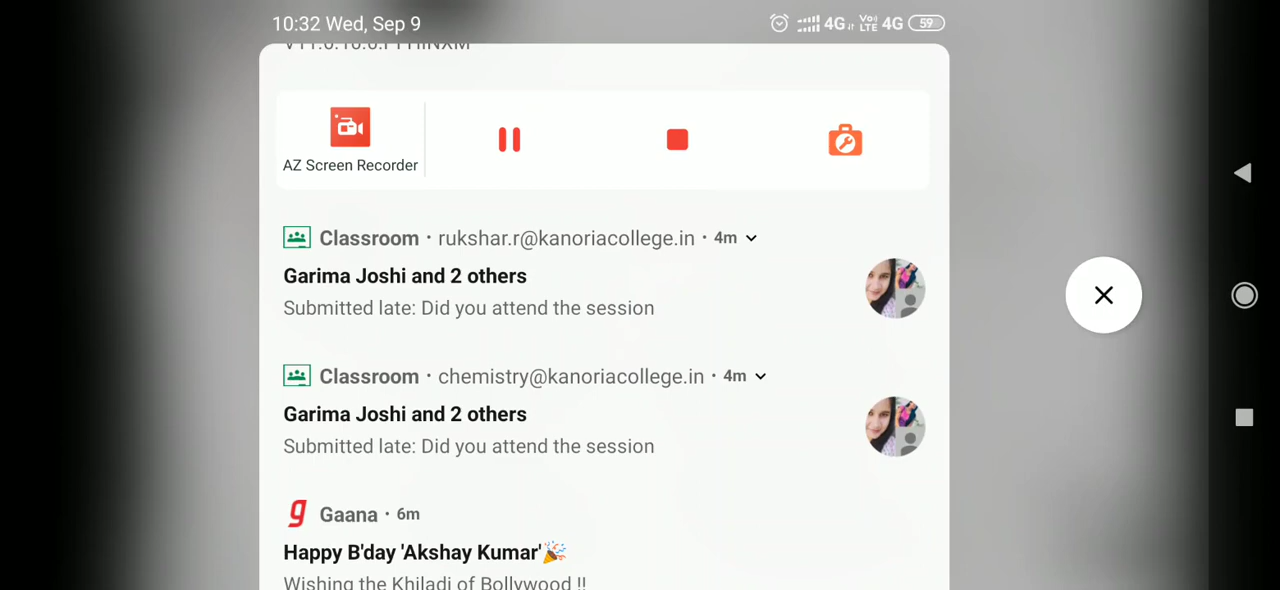 10:32 Wed, Sep 9
4G VoLTE 4G 59
AZ Screen Recorder
Classroom · rukshar.r@kanoriacollege.in · 4m
Garima Joshi and 2 others
Submitted late: Did you attend the session
Classroom · chemistry@kanoriacollege.in · 4m
Garima Joshi and 2 others
Submitted late: Did you attend the session
g Gaana · 6m
Happy B'day 'Akshay Kumar'🎉
Wishing the Khiladi of Bollywood !!